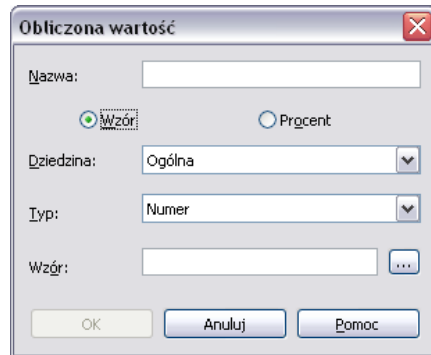 Obliczona wartość
Nazwa:
Wzór Procent
Dziedzina: Ogólna
Typ: Numer
Wzór: ...
OK Anuluj Pomoc